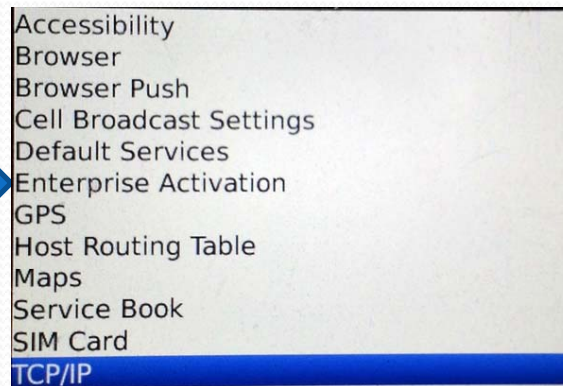 Accessibility
Browser
Browser Push
Cell Broadcast Settings
Default Services
Enterprise Activation
GPS
Host Routing Table
Maps
Service Book
SIM Card
TCP/IP